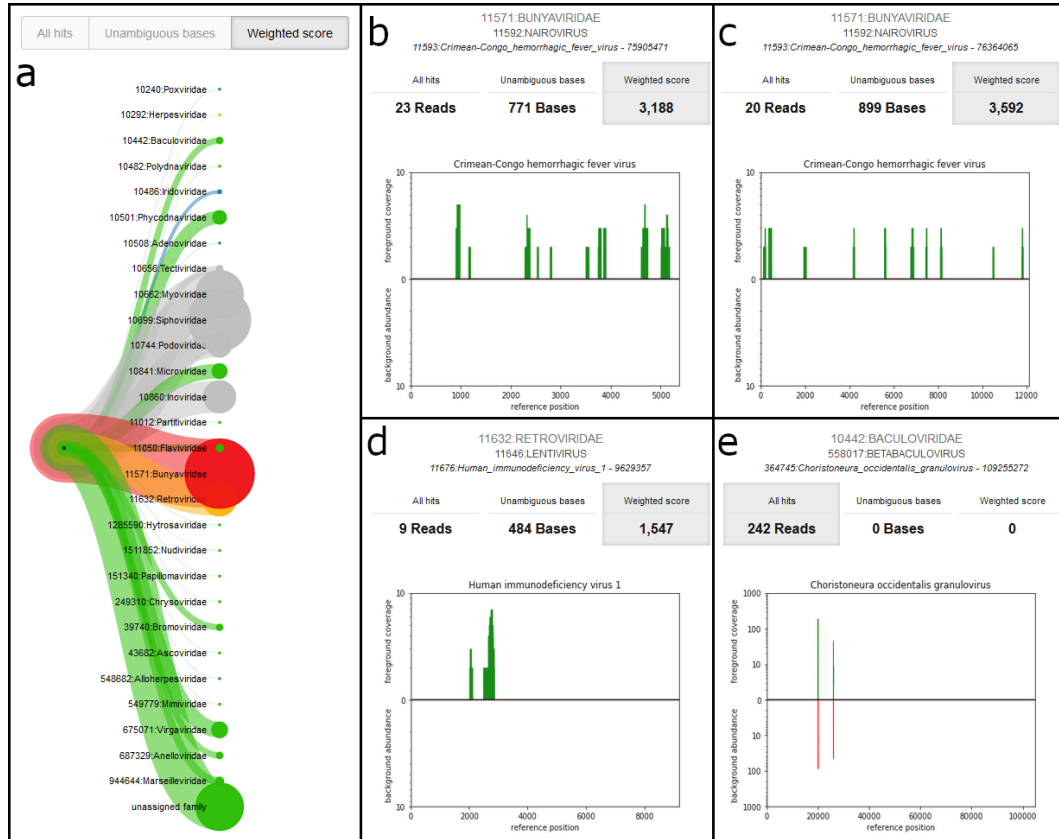 All hits Unambiguous bases Weighted score
a
10240:Poxviridae
10292:Herpesviridae
10442:Baculoviridae
10482:Polydnaviridae
10486:Iridoviridae
10501:Phycodnaviridae
10508:Adenoviridae
10656:Tectiviridae
10662:Myoviridae
10699:Siphoviridae
10744:Podoviridae
10841:Microviridae
10860:Inoviridae
11012:Partitiviridae
11050:Flaviviridae
11571:Bunyaviridae
11632:Retroviridae
1285590:Hytrosaviridae
1511852:Nudiviridae
151340:Papillomaviridae
249310:Chrysoviridae
39740:Bromoviridae
43682:Ascoviridae
548682:Alloherpesviridae
549779:Mimiviridae
675071:Virgaviridae
687329:Anelloviridae
944644:Marseilleviridae
unassigned family
b
11571:BUNYAVIRIDAE
11592:NAIROVIRUS
11593:Crimean-Congo_hemorrhagic_fever_virus - 75905471
All hits Unambiguous bases Weighted score
23 Reads 771 Bases 3,188
Crimean-Congo hemorrhagic fever virus
10
foreground coverage
0
background abundance
10
0 1000 2000 3000 4000 5000
reference position
c
11571:BUNYAVIRIDAE
11592:NAIROVIRUS
11593:Crimean-Congo_hemorrhagic_fever_virus - 76364065
All hits Unambiguous bases Weighted score
20 Reads 899 Bases 3,592
Crimean-Congo hemorrhagic fever virus
10
foreground coverage
0
background abundance
10
0 2000 4000 6000 8000 10000 12000
reference position
d
11632:RETROVIRIDAE
11646:LENTIVIRUS
11676:Human_immunodeficiency_virus_1 - 9629357
All hits Unambiguous bases Weighted score
9 Reads 484 Bases 1,547
Human immunodeficiency virus 1
10
foreground coverage
0
background abundance
10
0 2000 4000 6000 8000
reference position
e
10442:BACULOVIRIDAE
558017:BETABACULOVIRUS
364745:Choristoneura_occidentalis_granulovirus - 109255272
All hits Unambiguous bases Weighted score
242 Reads 0 Bases 0
Choristoneura occidentalis granulovirus
1000
100
10
foreground coverage
0
10
100
1000
background abundance
0 20000 40000 60000 80000 100000
reference position